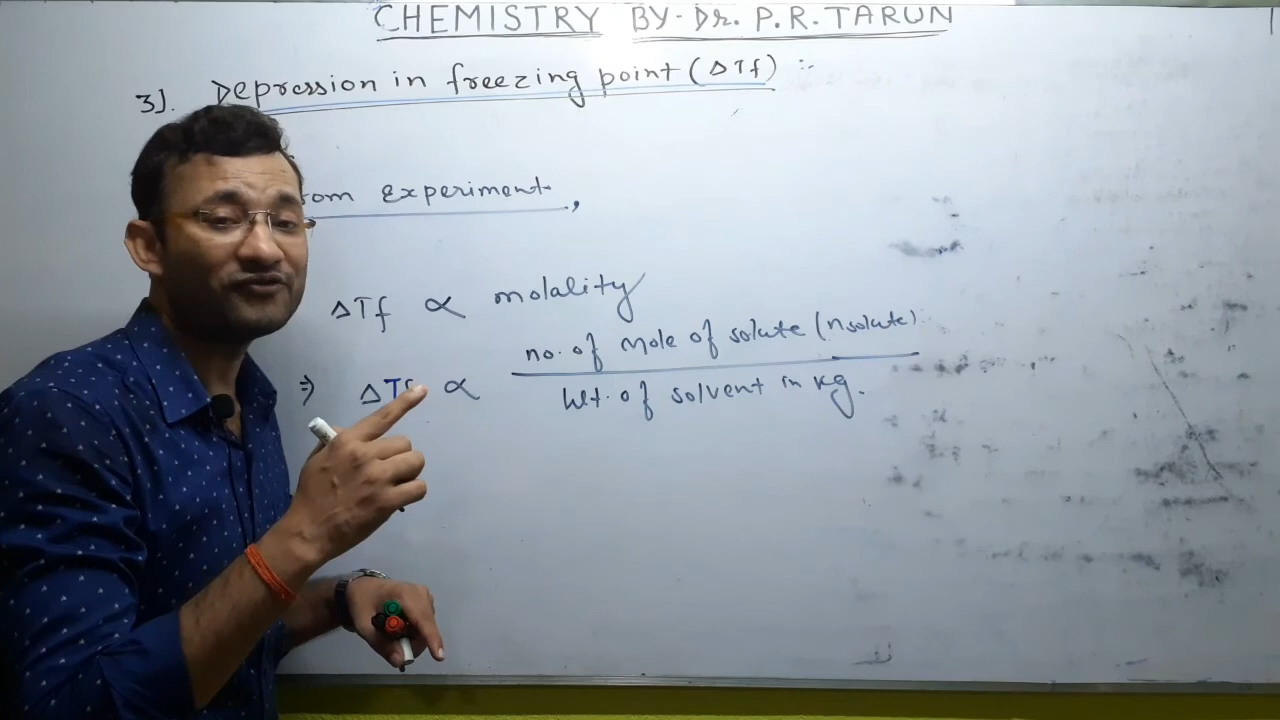 CHEMISTRY BY-Dr. P.R.TARUN
3]. Depression in freezing point (ΔTf) :-
om experiment,
ΔTf ∝ molality
⇒ ΔTf ∝ no. of mole of solute (nsolute)
wt. of solvent in kg.